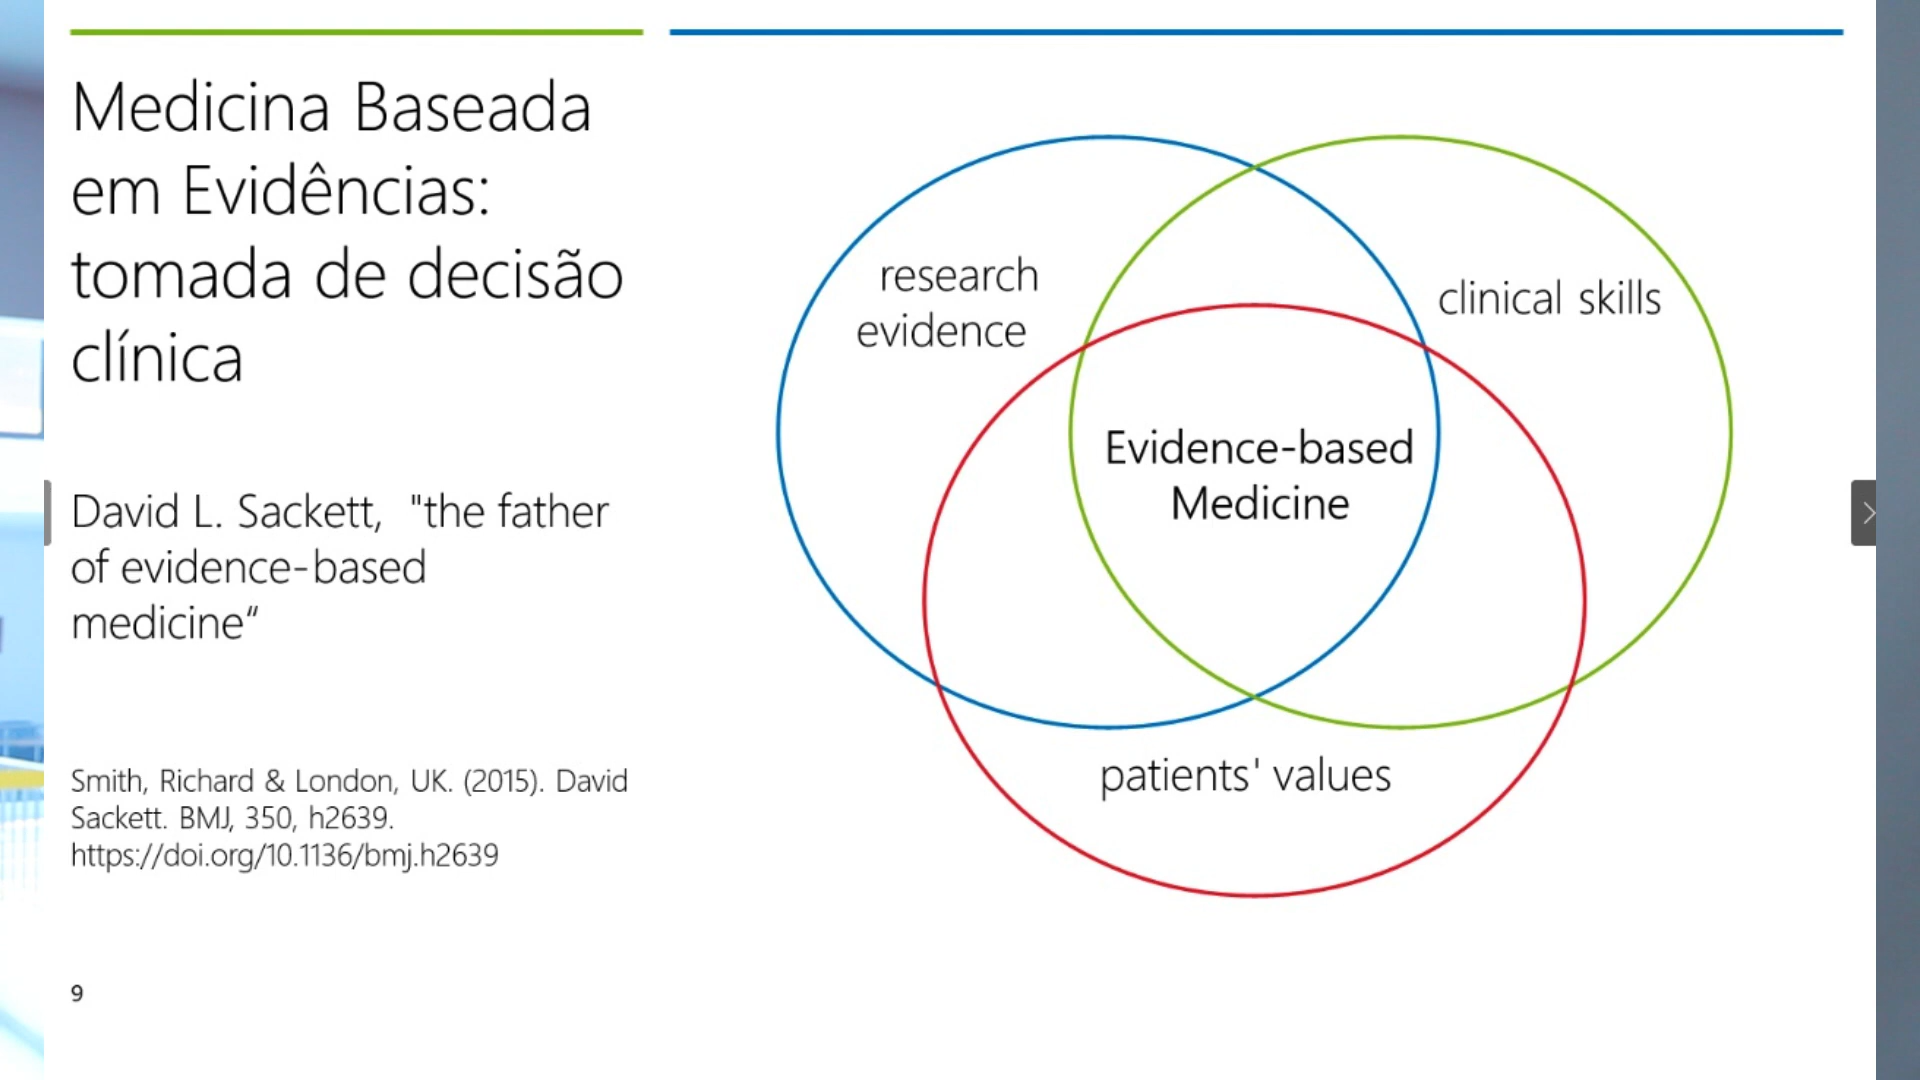 Medicina Baseada
em Evidências:
tomada de decisão
clínica
David L. Sackett,  "the father
of evidence-based
medicine“
Smith, Richard & London, UK. (2015). David
Sackett. BMJ, 350, h2639.
https://doi.org/10.1136/bmj.h2639
9
research
evidence
clinical skills
Evidence-based
Medicine
patients' values